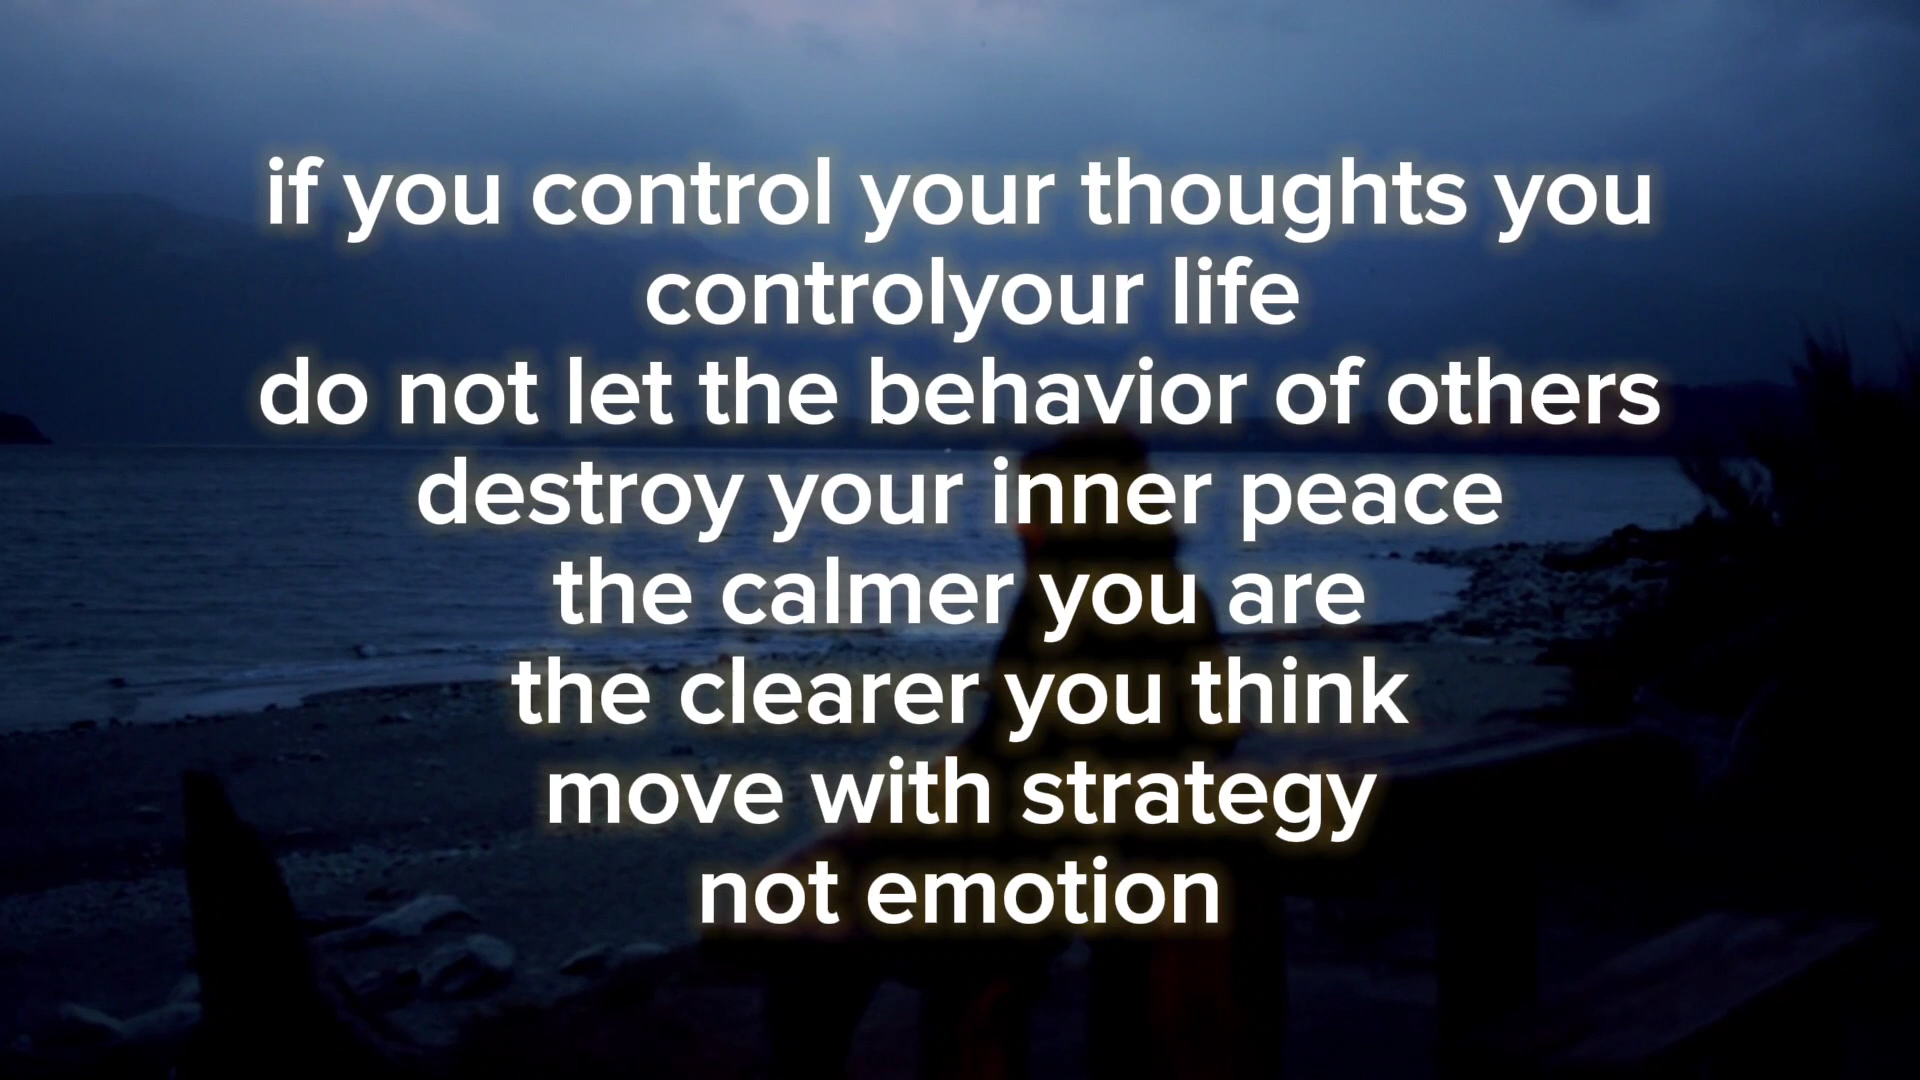 if you control your thoughts you
controlyour life
do not let the behavior of others
destroy your inner peace
the calmer you are
the clearer you think
move with strategy
not emotion